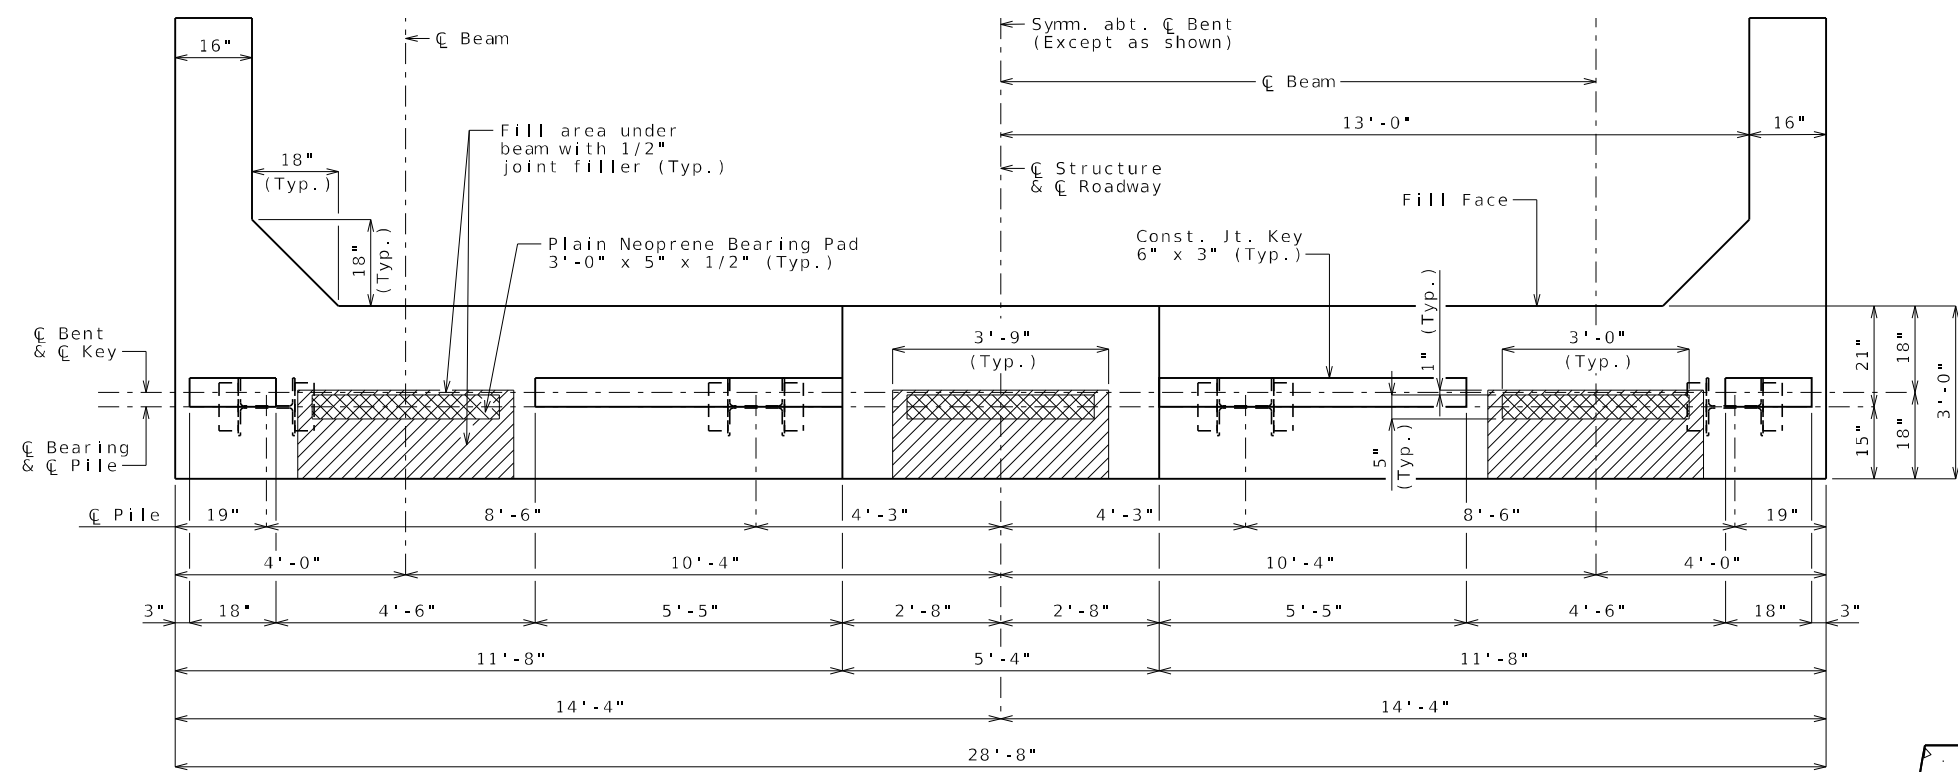 16"
℄ Beam
Symm. abt. ℄ Bent
(Except as shown)
℄ Beam
13'-0"
16"
Fill area under
beam with 1/2"
joint filler (Typ.)
18"
(Typ.)
℄ Structure
& ℄ Roadway
Fill Face
18"
(Typ.)
Plain Neoprene Bearing Pad
3'-0" x 5" x 1/2" (Typ.)
Const. Jt. Key
6" x 3" (Typ.)
℄ Bent
& ℄ Key
3'-9"
(Typ.)
1" (Typ.)
3'-0"
(Typ.)
21"
18"
3'-0"
℄ Bearing
& ℄ Pile
5"
(Typ.)
15"
18"
℄ Pile
19"
8'-6"
4'-3"
4'-3"
8'-6"
19"
4'-0"
10'-4"
10'-4"
4'-0"
3"
18"
4'-6"
5'-5"
2'-8"
2'-8"
5'-5"
4'-6"
18"
3"
11'-8"
5'-4"
11'-8"
14'-4"
14'-4"
28'-8"